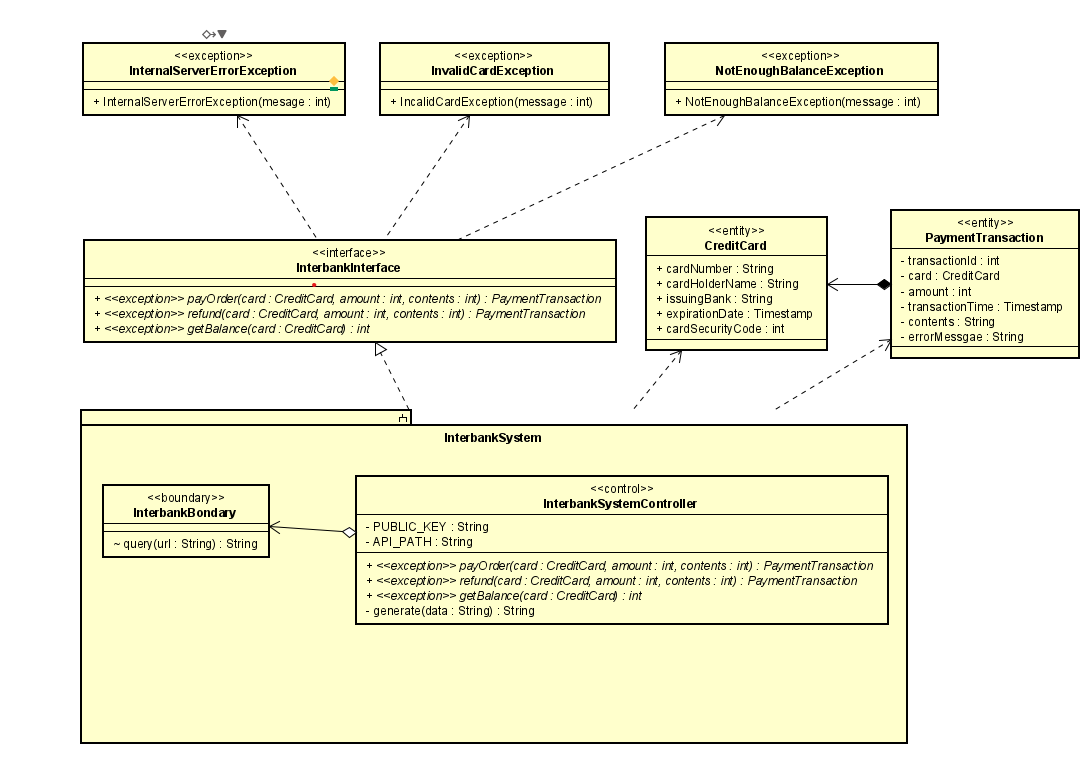 <<exception>>
InternalServerErrorException
+ InternalServerErrorException(mesage : int)
<<exception>>
InvalidCardException
+ IncalidCardException(message : int)
<<exception>>
NotEnoughBalanceException
+ NotEnoughBalanceException(message : int)
<<interface>>
InterbankInterface
+ <<exception>> payOrder(card : CreditCard, amount : int, contents : int) : PaymentTransaction
+ <<exception>> refund(card : CreditCard, amount : int, contents : int) : PaymentTransaction
+ <<exception>> getBalance(card : CreditCard) : int
<<entity>>
CreditCard
+ cardNumber : String
+ cardHolderName : String
+ issuingBank : String
+ expirationDate : Timestamp
+ cardSecurityCode : int
<<entity>>
PaymentTransaction
- transactionId : int
- card : CreditCard
- amount : int
- transactionTime : Timestamp
- contents : String
- errorMessgae : String
InterbankSystem
<<boundary>>
InterbankBondary
~ query(url : String) : String
<<control>>
InterbankSystemController
- PUBLIC_KEY : String
- API_PATH : String
+ <<exception>> payOrder(card : CreditCard, amount : int, contents : int) : PaymentTransaction
+ <<exception>> refund(card : CreditCard, amount : int, contents : int) : PaymentTransaction
+ <<exception>> getBalance(card : CreditCard) : int
- generate(data : String) : String